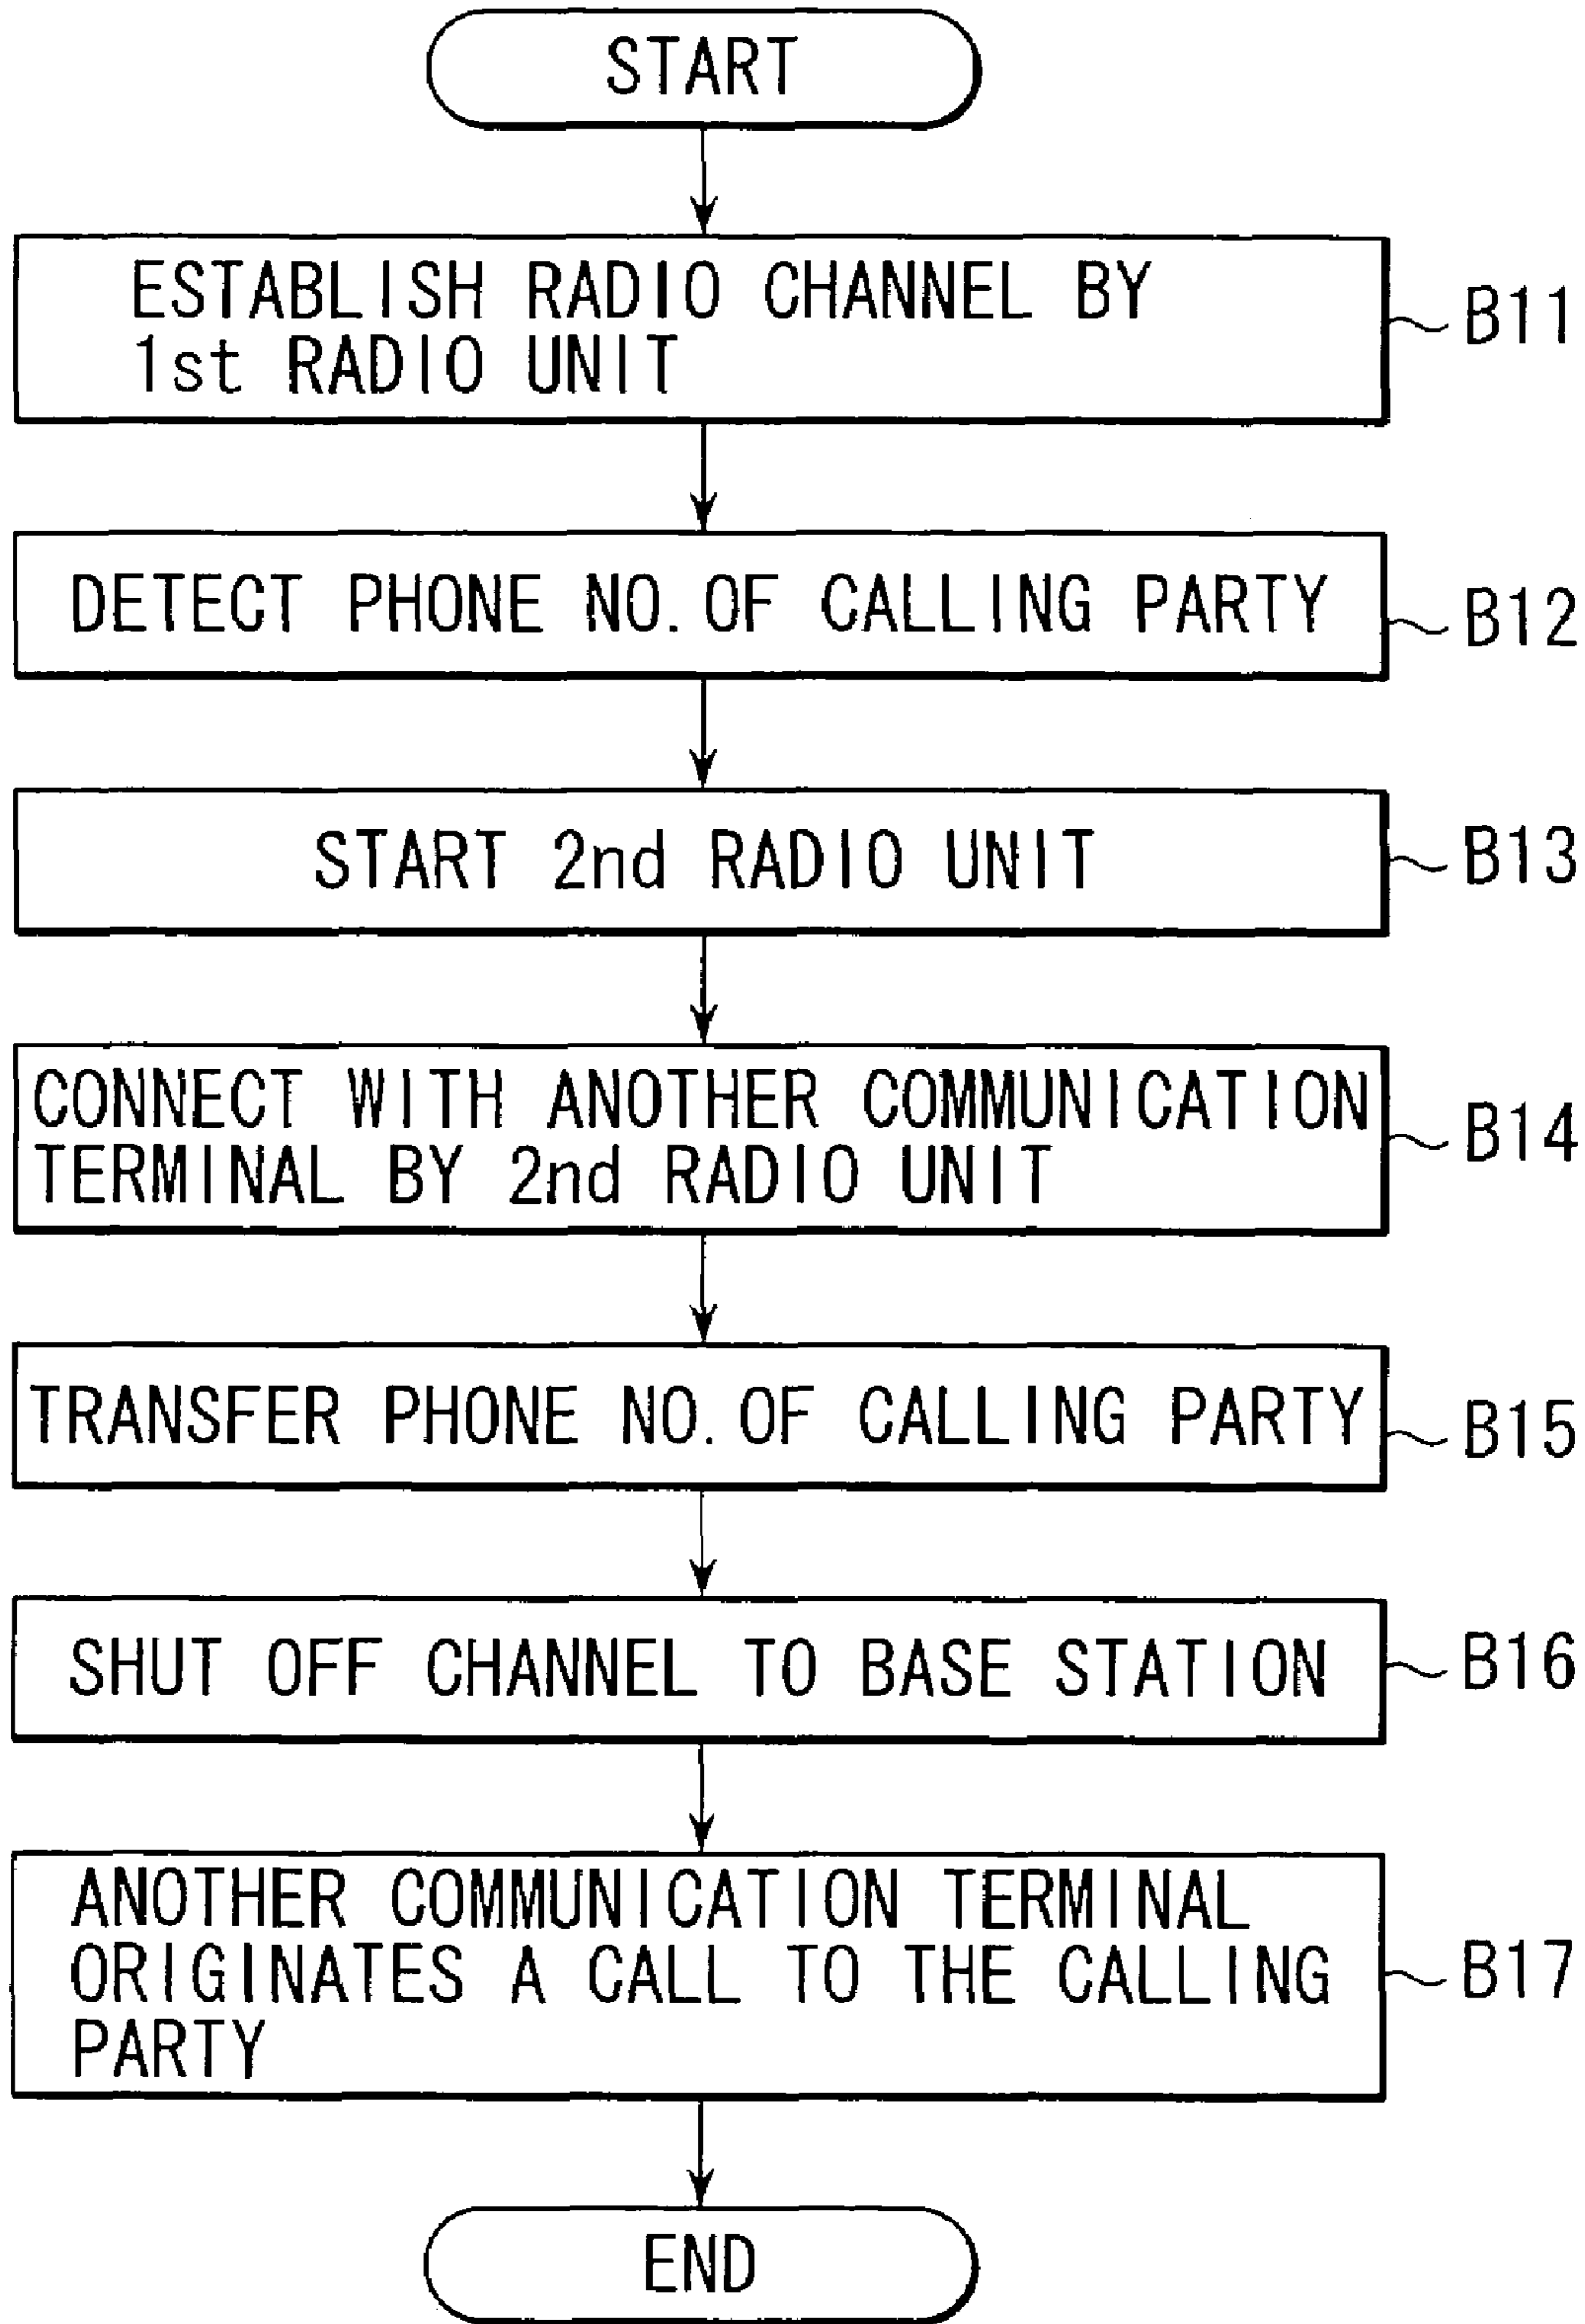 START
ESTABLISH RADIO CHANNEL BY
1st RADIO UNIT
B11
DETECT PHONE NO. OF CALLING PARTY
B12
START 2nd RADIO UNIT
B13
CONNECT WITH ANOTHER COMMUNICATION
TERMINAL BY 2nd RADIO UNIT
B14
TRANSFER PHONE NO. OF CALLING PARTY
B15
SHUT OFF CHANNEL TO BASE STATION
B16
ANOTHER COMMUNICATION TERMINAL
ORIGINATES A CALL TO THE CALLING
PARTY
B17
END